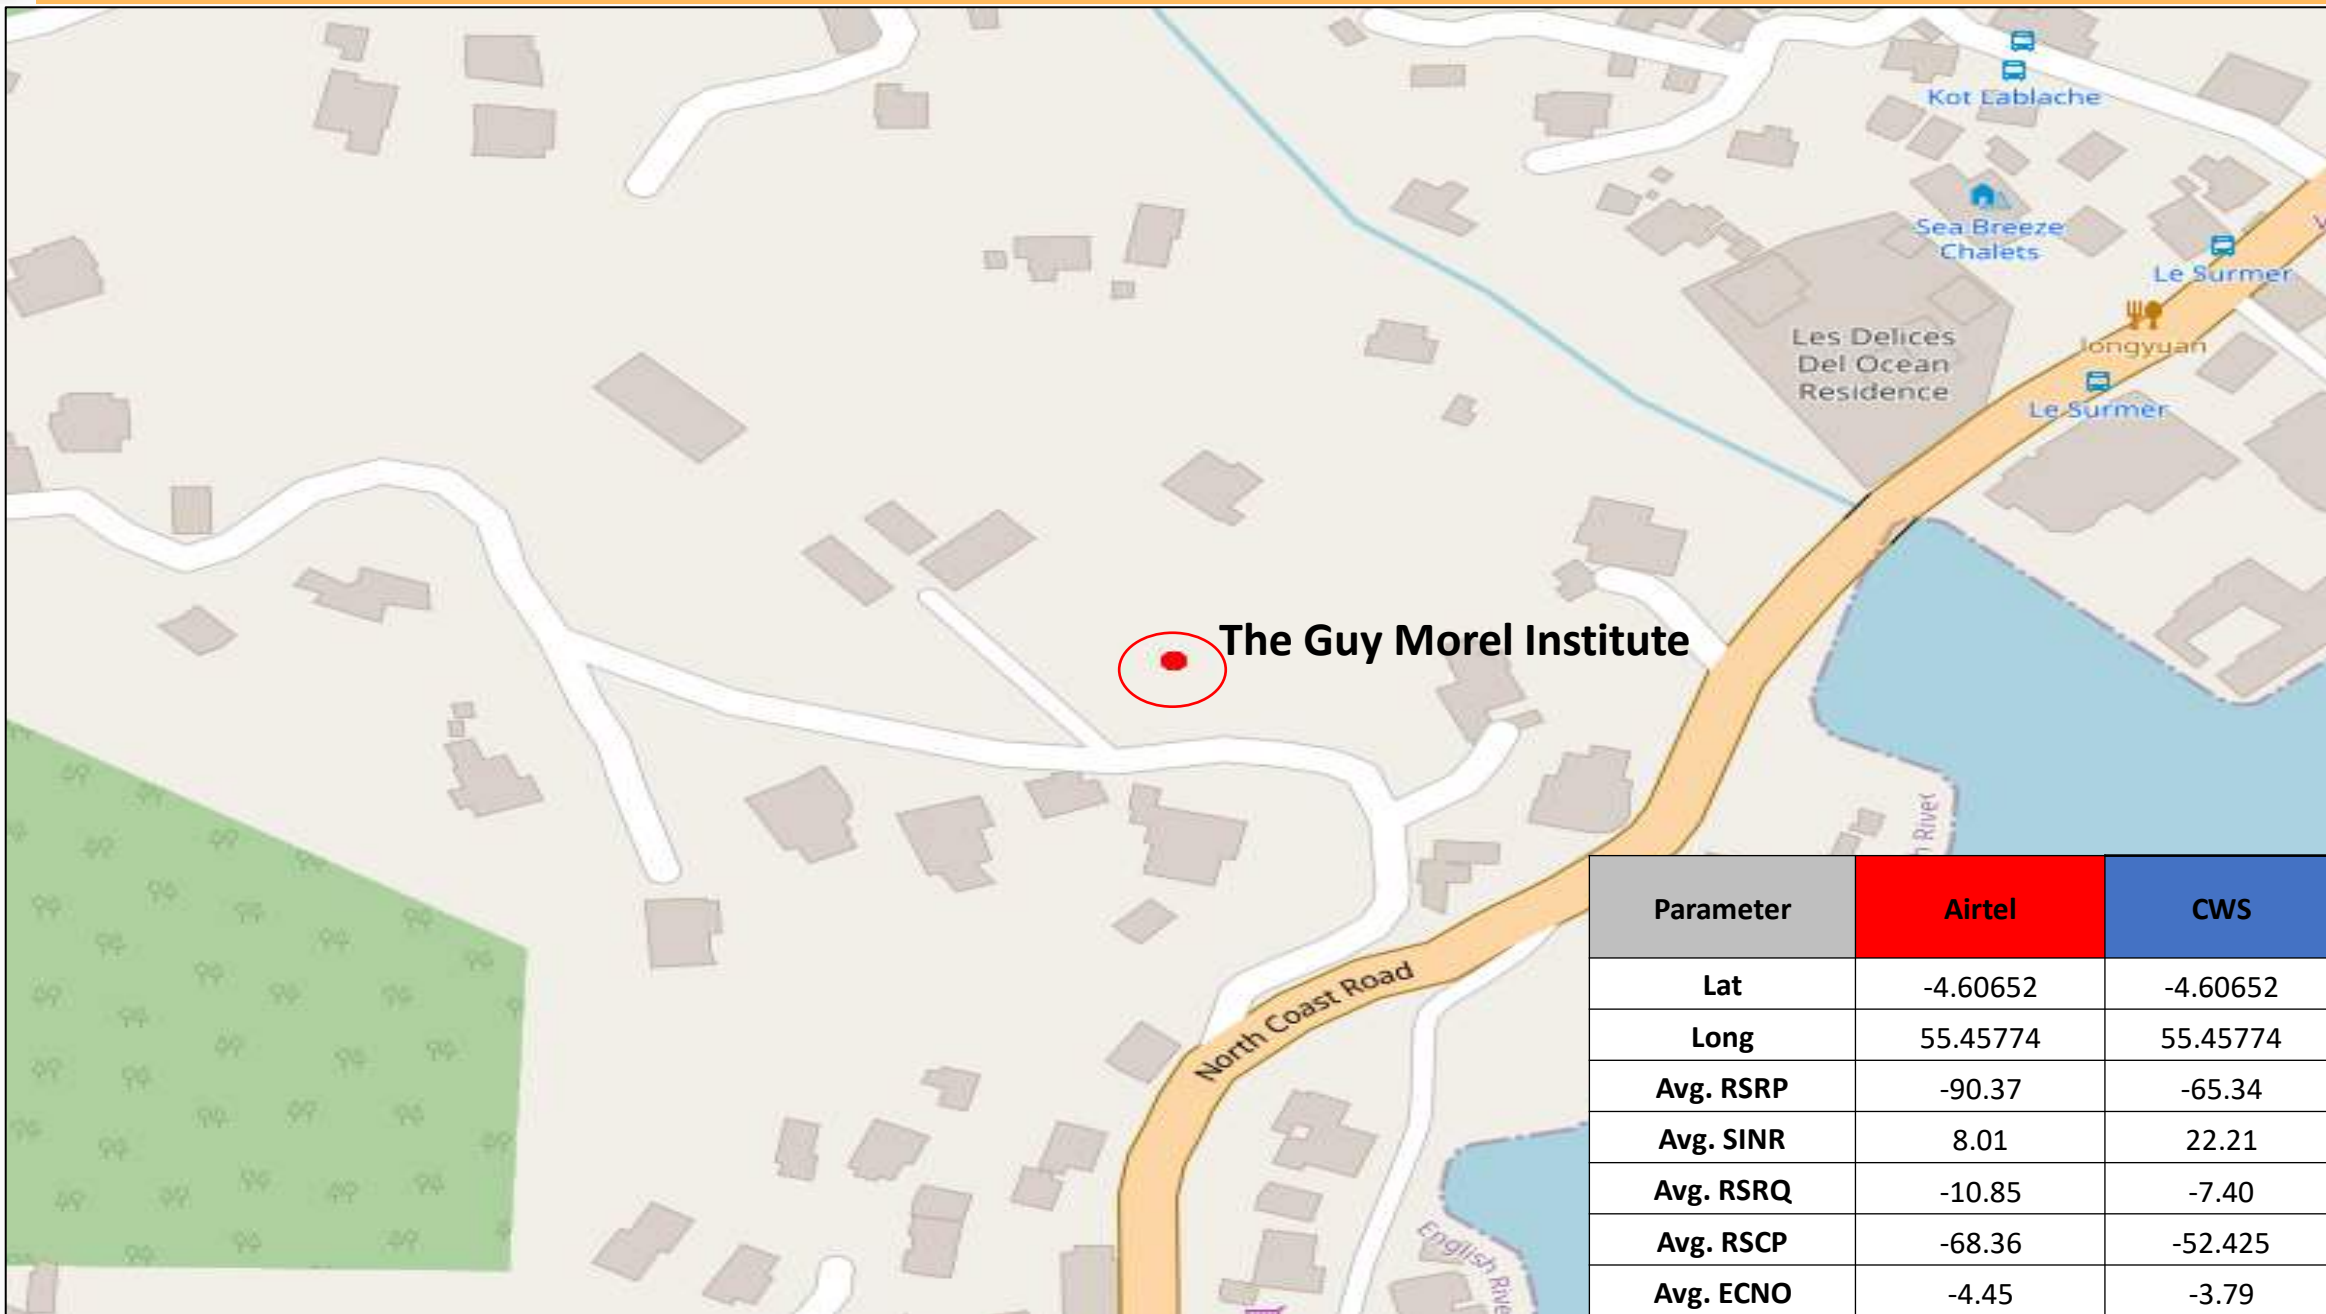 Kot Lablache
Sea Breeze
Chalets
Le Surmer
Les Delices
Del Ocean
Residence
Le Surmer
The Guy Morel Institute
North Coast Road
English
Parameter Airtel CWS
Lat -4.60652 -4.60652
Long 55.45774 55.45774
Avg. RSRP -90.37 -65.34
Avg. SINR 8.01 22.21
Avg. RSRQ -10.85 -7.40
Avg. RSCP -68.36 -52.425
Avg. ECNO -4.45 -3.79